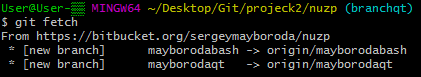 User@User-▒▒ MINGW64 ~/Desktop/Git/projeck2/nuzp (branchqt)
$ git fetch
From https://bitbucket.org/sergeymayboroda/nuzp
 * [new branch]      mayborodabash -> origin/mayborodabash
 * [new branch]      mayborodaqt   -> origin/mayborodaqt